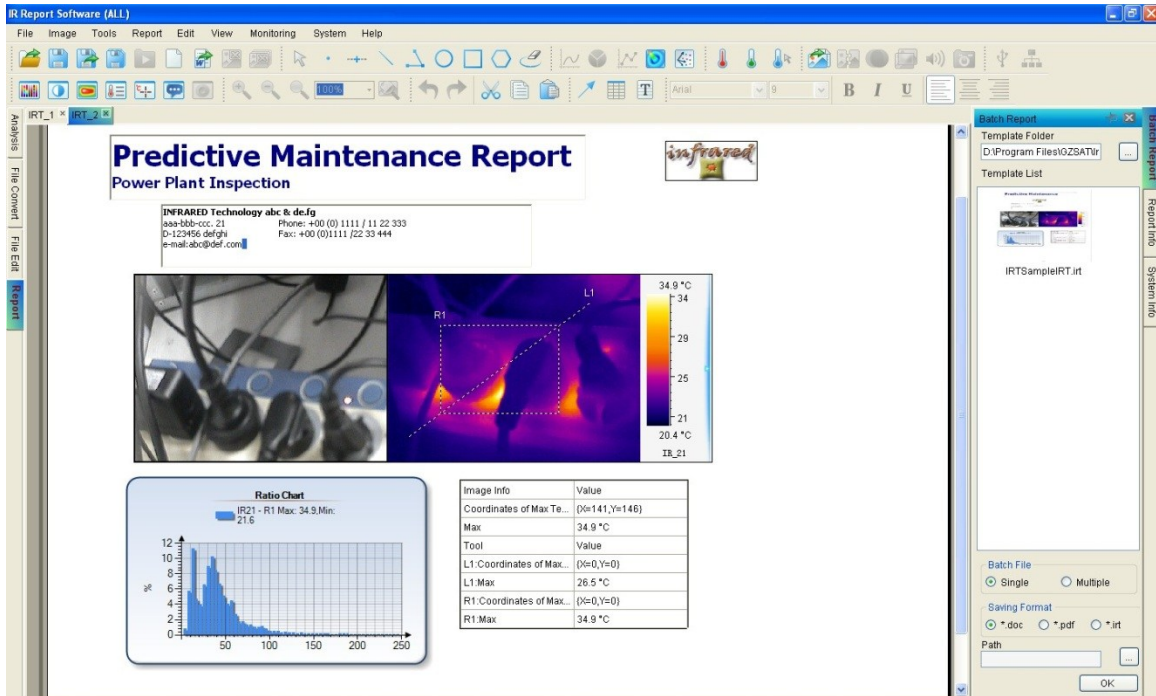 IR Report Software (ALL)
File Image Tools Report Edit View Monitoring System Help
100%
Arial 9 B I U
IRT_1 IRT_2
Analysis
File Convert
File Edit
Report
Predictive Maintenance Report
Power Plant Inspection
infrared
INFRARED Technology abc & de.fg
aaa-bbb-ccc. 21 Phone: +00 (0) 1111 / 11 22 333
D-123456 defghi Fax: +00 (0)1111 /22 33 444
e-mail:abc@def.com
R1
L1
34.9 °C
34
29
25
21
20.4 °C
IR_21
Ratio Chart
IR21 - R1 Max: 34.9,Min:
21.6
%
12
10
8
6
4
2
0
50 100 150 200 250
Image Info Value
Coordinates of Max Te... {X=141,Y=146}
Max 34.9 °C
Tool Value
L1:Coordinates of Max... {X=0,Y=0}
L1:Max 26.5 °C
R1:Coordinates of Max... {X=0,Y=0}
R1:Max 34.9 °C
Batch Report
Template Folder
D:\Program Files\GZSAT\Ir ...
Template List
Predictive Maintenance
IRTSampleIRT.irt
Batch File
Single Multiple
Saving Format
*.doc *.pdf *.irt
Path
...
OK
Batch Report
Report Info
System Info